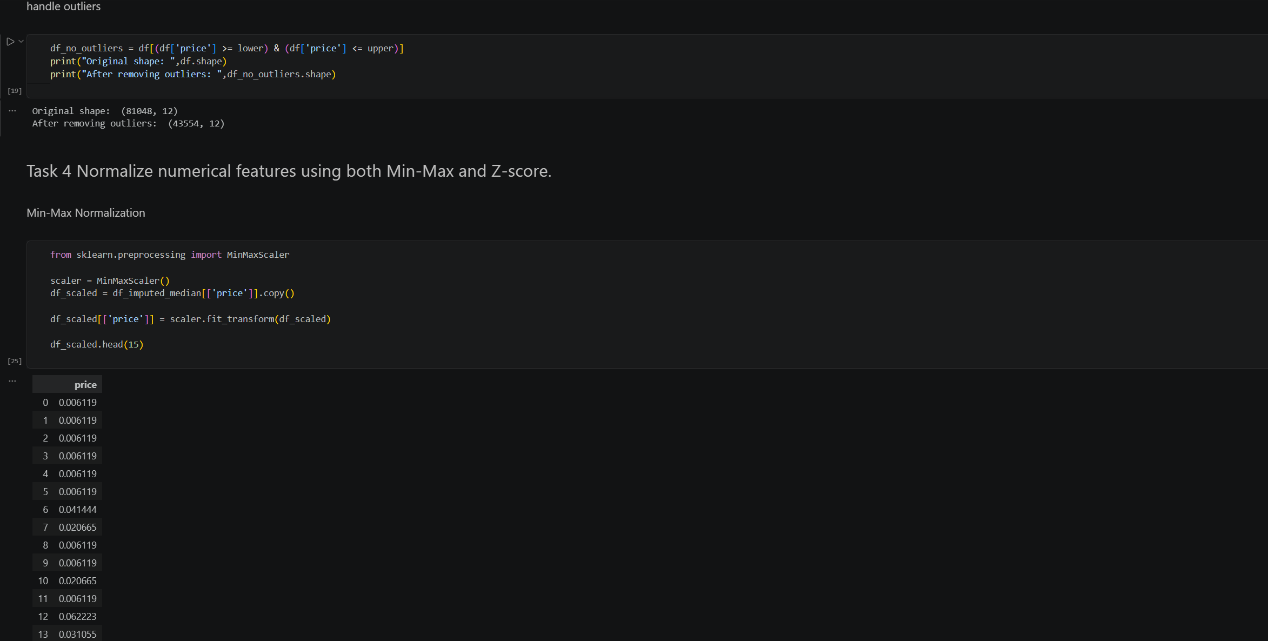 handle outliers
df_no_outliers = df[(df['price'] >= lower) & (df['price'] <= upper)]
print("Original shape: ",df.shape)
print("After removing outliers: ",df_no_outliers.shape)
[19]
...
Original shape:  (81048, 12)
After removing outliers:  (43554, 12)
Task 4 Normalize numerical features using both Min-Max and Z-score.
Min-Max Normalization
from sklearn.preprocessing import MinMaxScaler
scaler = MinMaxScaler()
df_scaled = df_imputed_median[['price']].copy()
df_scaled[['price']] = scaler.fit_transform(df_scaled)
df_scaled.head(15)
[25]
...
price
0 0.006119
1 0.006119
2 0.006119
3 0.006119
4 0.006119
5 0.006119
6 0.041444
7 0.020665
8 0.006119
9 0.006119
10 0.020665
11 0.006119
12 0.062223
13 0.031055